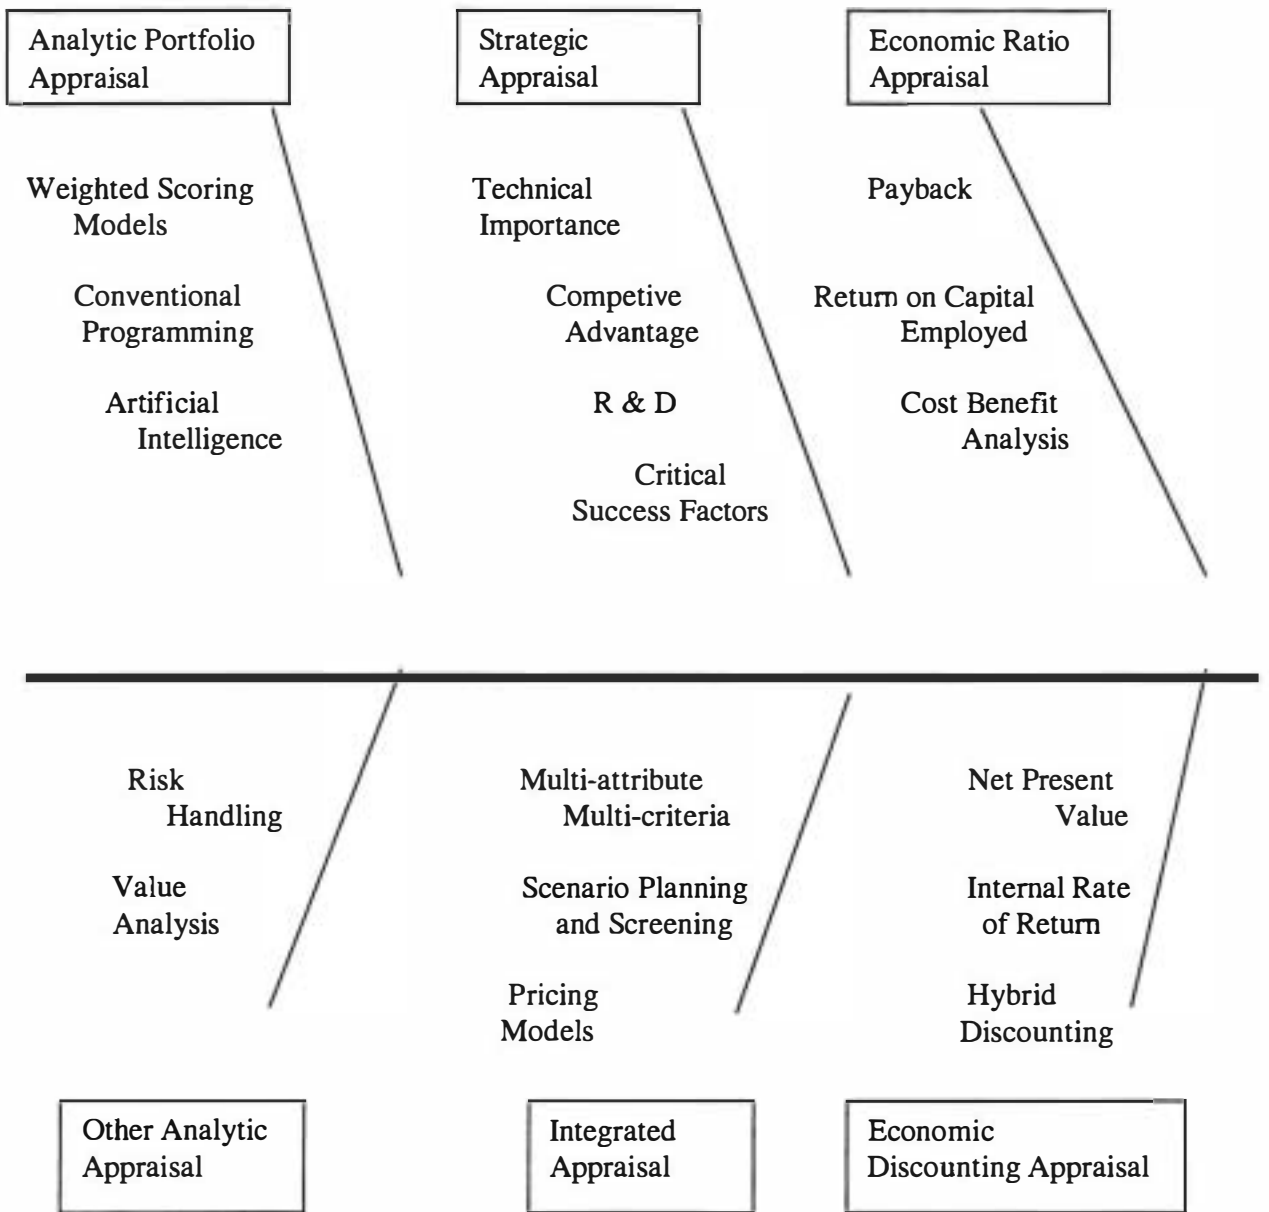 Analytic Portfolio
Appraisal
Strategic
Appraisal
Economic Ratio
Appraisal
Weighted Scoring
Models
Conventional
Programming
Artificial
Intelligence
Technical
Importance
Competive
Advantage
R & D
Critical
Success Factors
Payback
Return on Capital
Employed
Cost Benefit
Analysis
Risk
Handling
Value
Analysis
Multi-attribute
Multi-criteria
Scenario Planning
and Screening
Pricing
Models
Net Present
Value
Internal Rate
of Return
Hybrid
Discounting
Other Analytic
Appraisal
Integrated
Appraisal
Economic
Discounting Appraisal